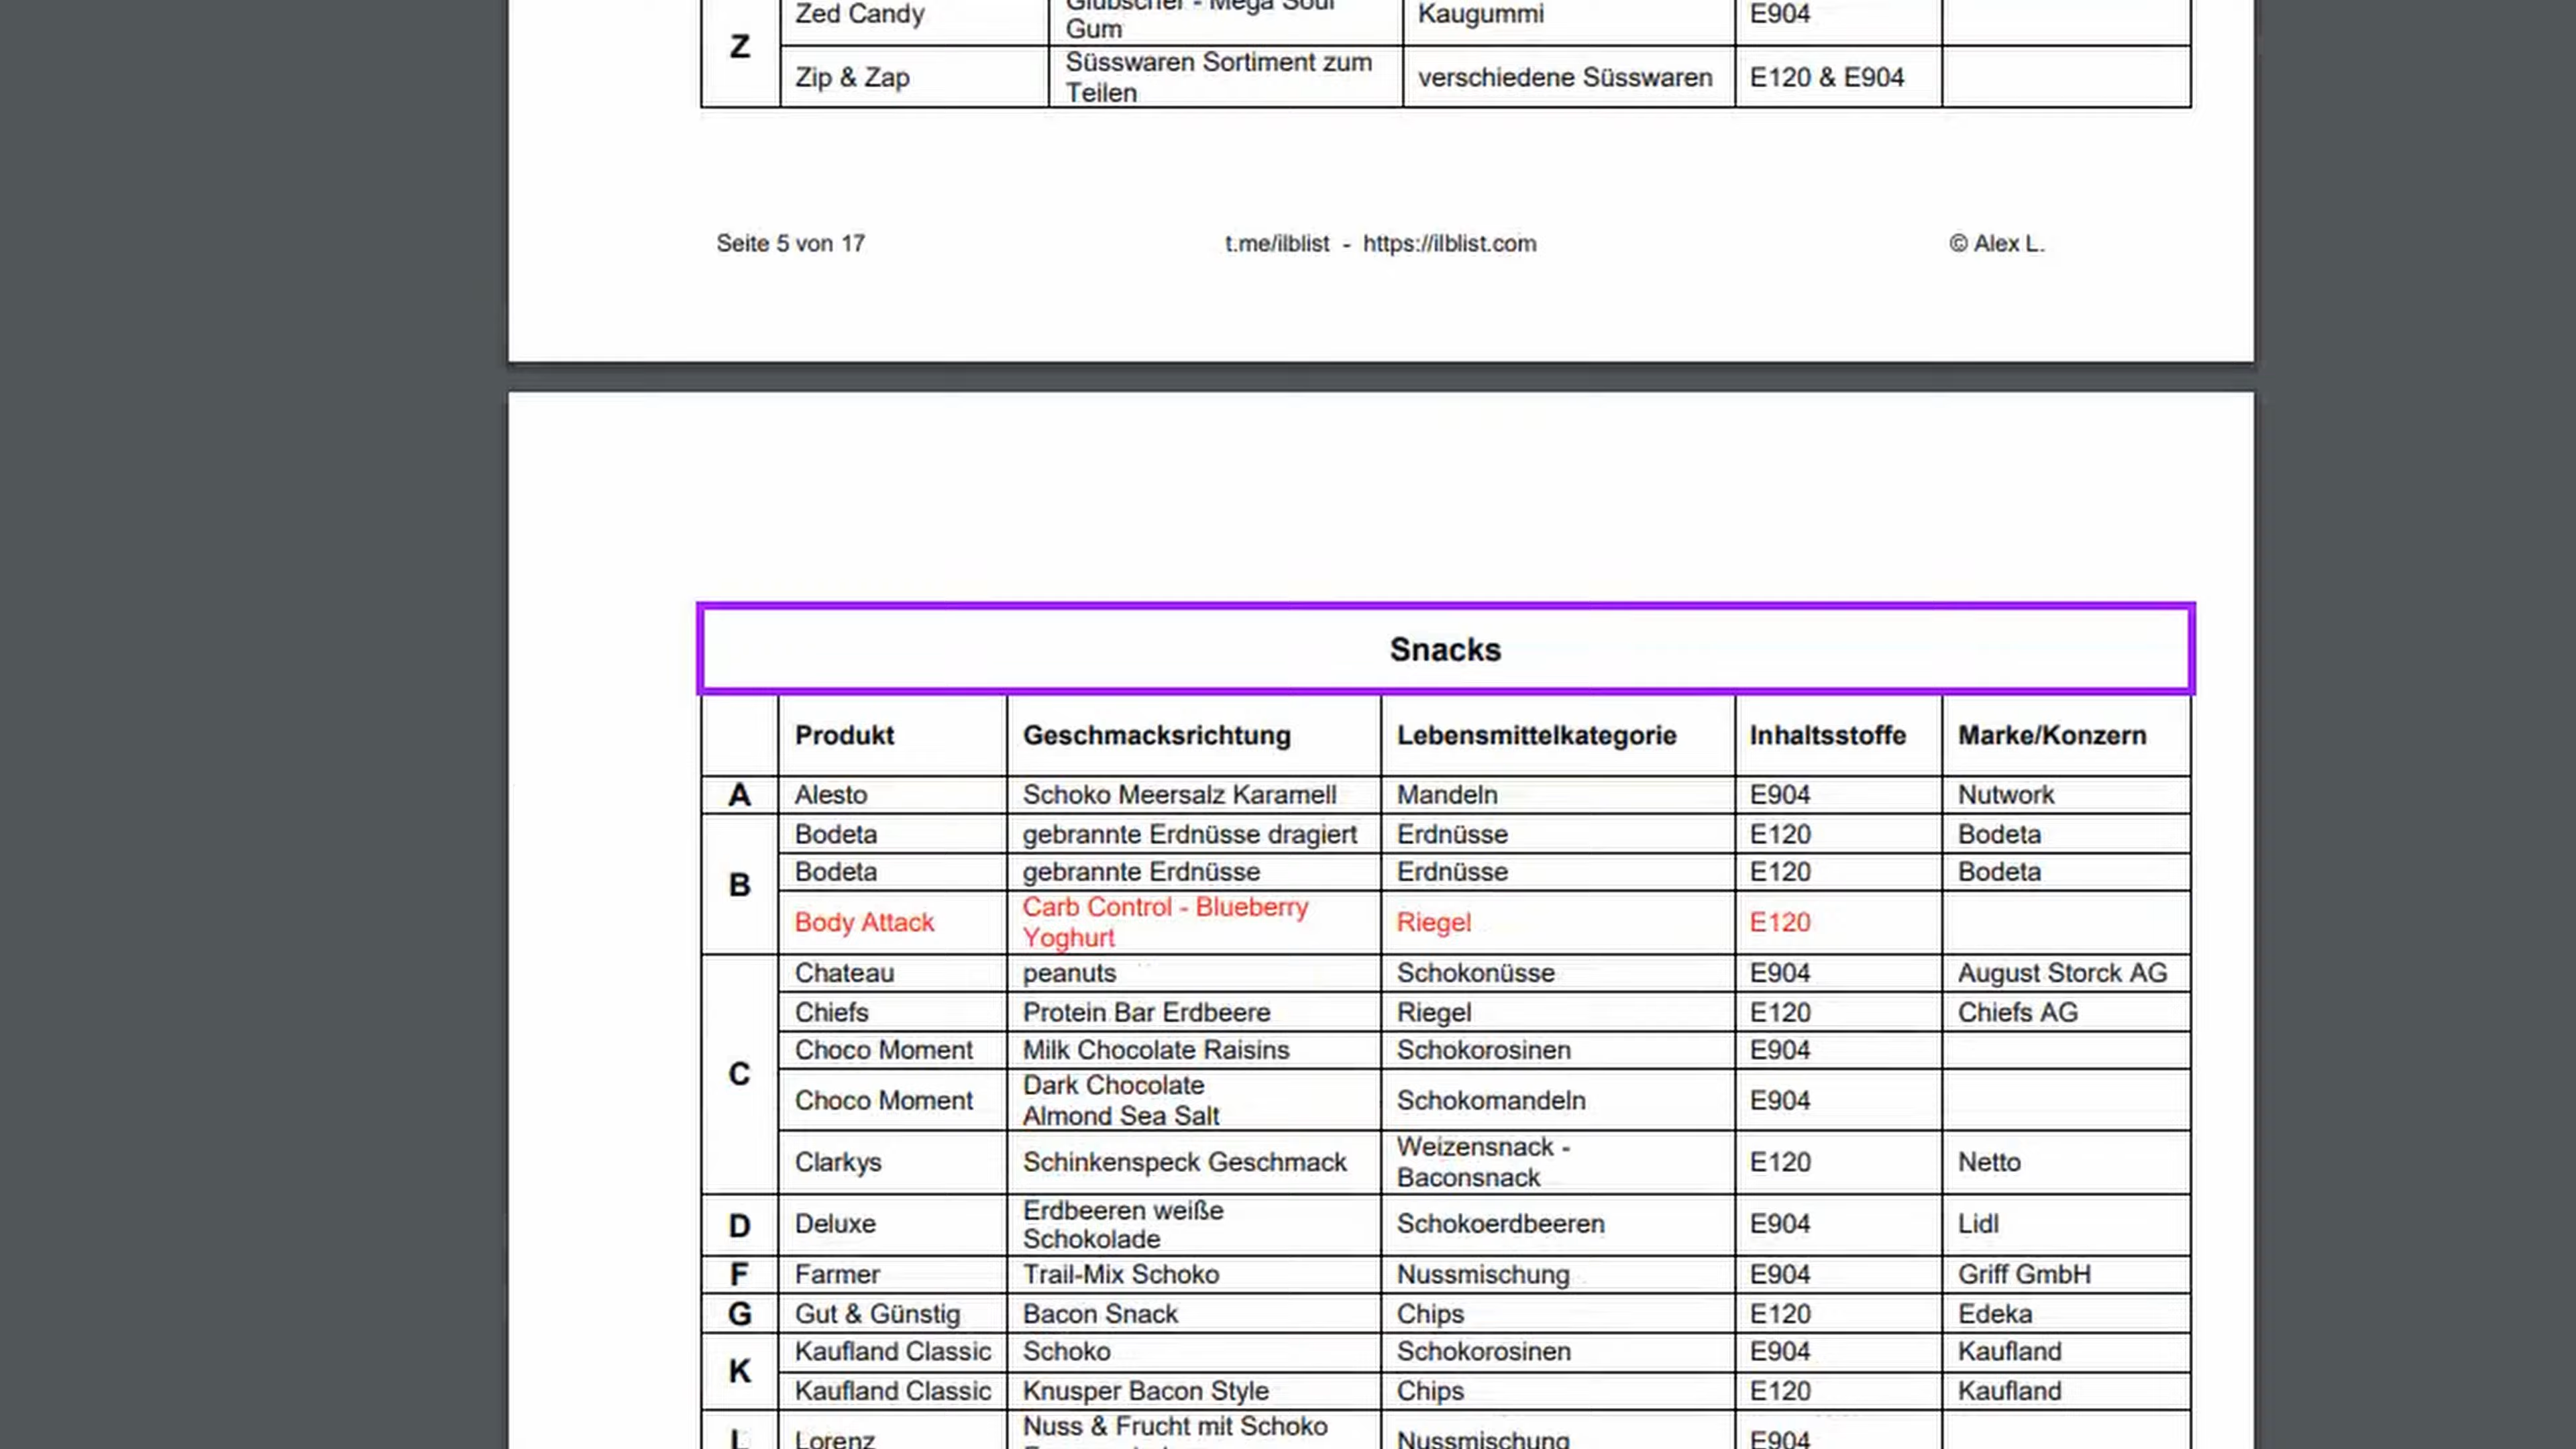 Z
Zed Candy
Glubscher - Mega Sour
Gum
Kaugummi
E904
Zip & Zap
Süsswaren Sortiment zum
Teilen
verschiedene Süsswaren
E120 & E904
Seite 5 von 17
t.me/ilblist - https://ilblist.com
© Alex L.
Snacks
Produkt
Geschmacksrichtung
Lebensmittelkategorie
Inhaltsstoffe
Marke/Konzern
A
Alesto
Schoko Meersalz Karamell
Mandeln
E904
Nutwork
B
Bodeta
gebrannte Erdnüsse dragiert
Erdnüsse
E120
Bodeta
Bodeta
gebrannte Erdnüsse
Erdnüsse
E120
Bodeta
Body Attack
Carb Control - Blueberry
Yoghurt
Riegel
E120
C
Chateau
peanuts
Schokonüsse
E904
August Storck AG
Chiefs
Protein Bar Erdbeere
Riegel
E120
Chiefs AG
Choco Moment
Milk Chocolate Raisins
Schokorosinen
E904
Choco Moment
Dark Chocolate
Almond Sea Salt
Schokomandeln
E904
Clarkys
Schinkenspeck Geschmack
Weizensnack -
Baconsnack
E120
Netto
D
Deluxe
Erdbeeren weiße
Schokolade
Schokoerdbeeren
E904
Lidl
F
Farmer
Trail-Mix Schoko
Nussmischung
E904
Griff GmbH
G
Gut & Günstig
Bacon Snack
Chips
E120
Edeka
K
Kaufland Classic
Schoko
Schokorosinen
E904
Kaufland
Kaufland Classic
Knusper Bacon Style
Chips
E120
Kaufland
L
Lorenz
Nuss & Frucht mit Schoko
Nussmischung
E904